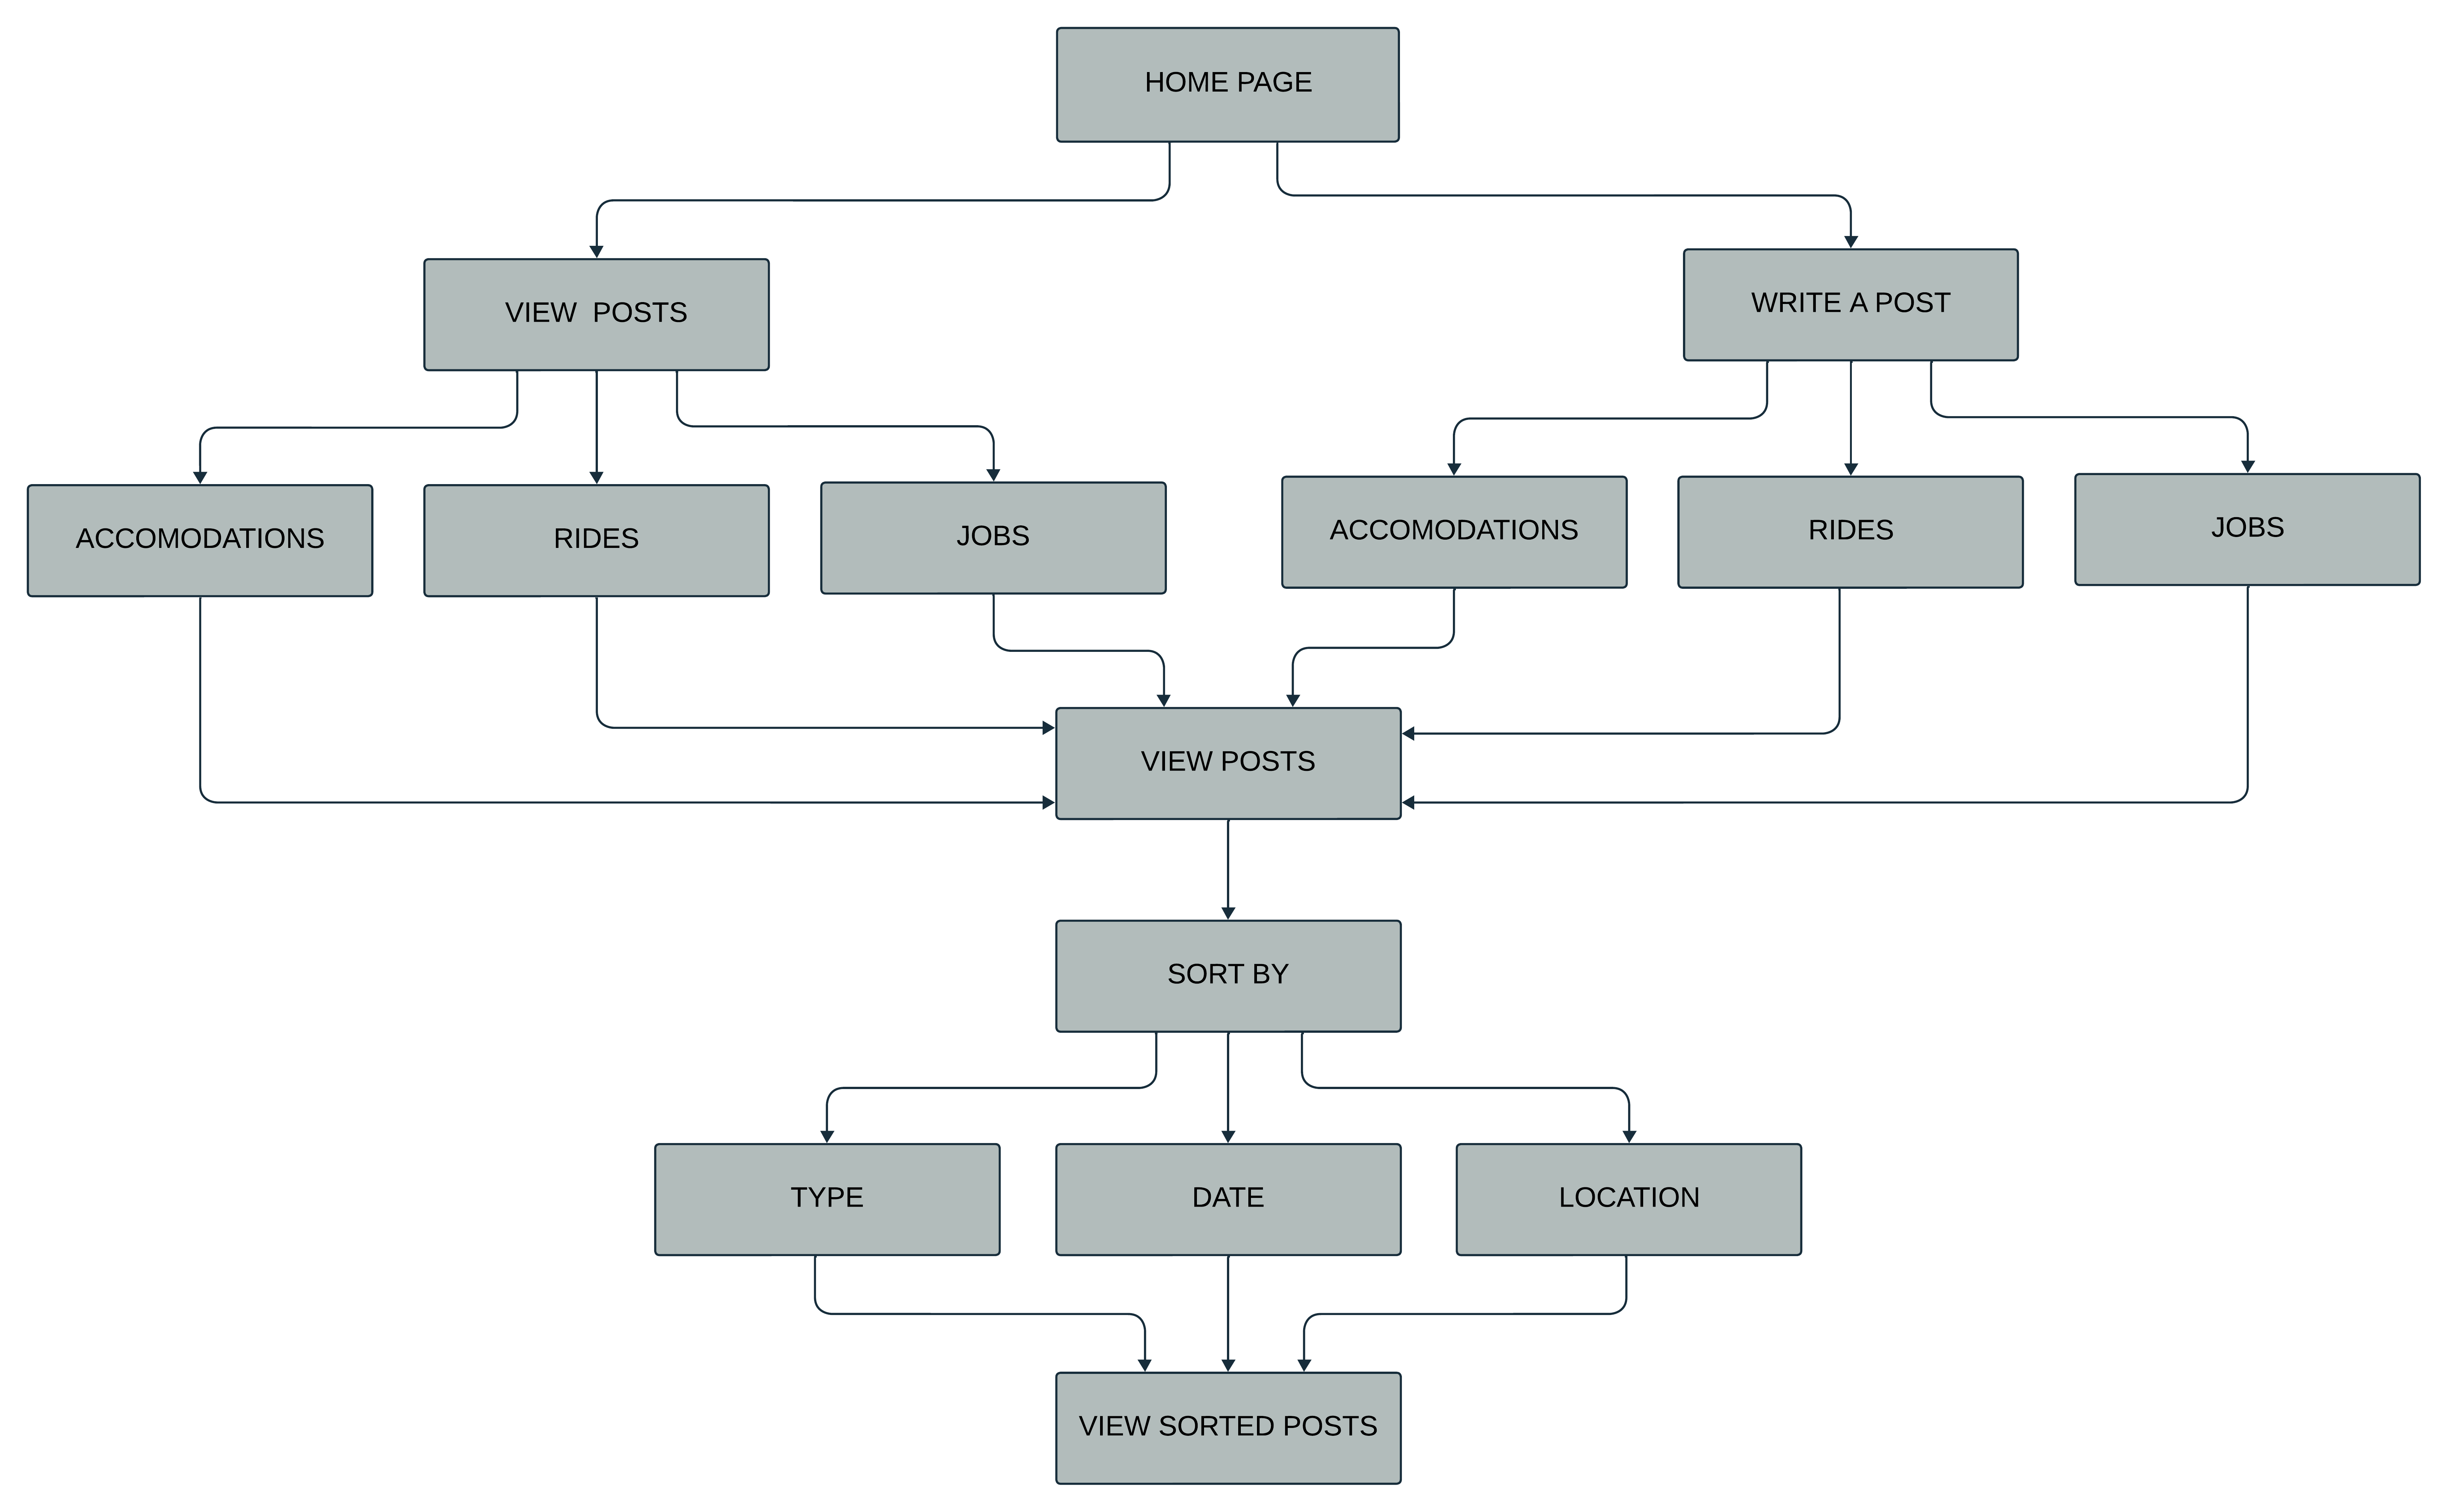 HOME PAGE
VIEW  POSTS
WRITE A POST
ACCOMODATIONS
RIDES
JOBS
ACCOMODATIONS
RIDES
JOBS
VIEW POSTS
SORT BY
TYPE
DATE
LOCATION
VIEW SORTED POSTS